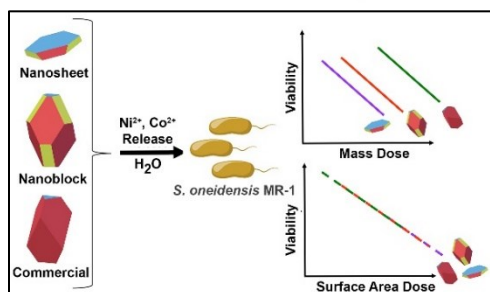 Nanosheet
Nanoblock
Commercial
Ni²⁺, Co²⁺
Release
H₂O
S. oneidensis MR-1
Viability
Mass Dose
Viability
Surface Area Dose